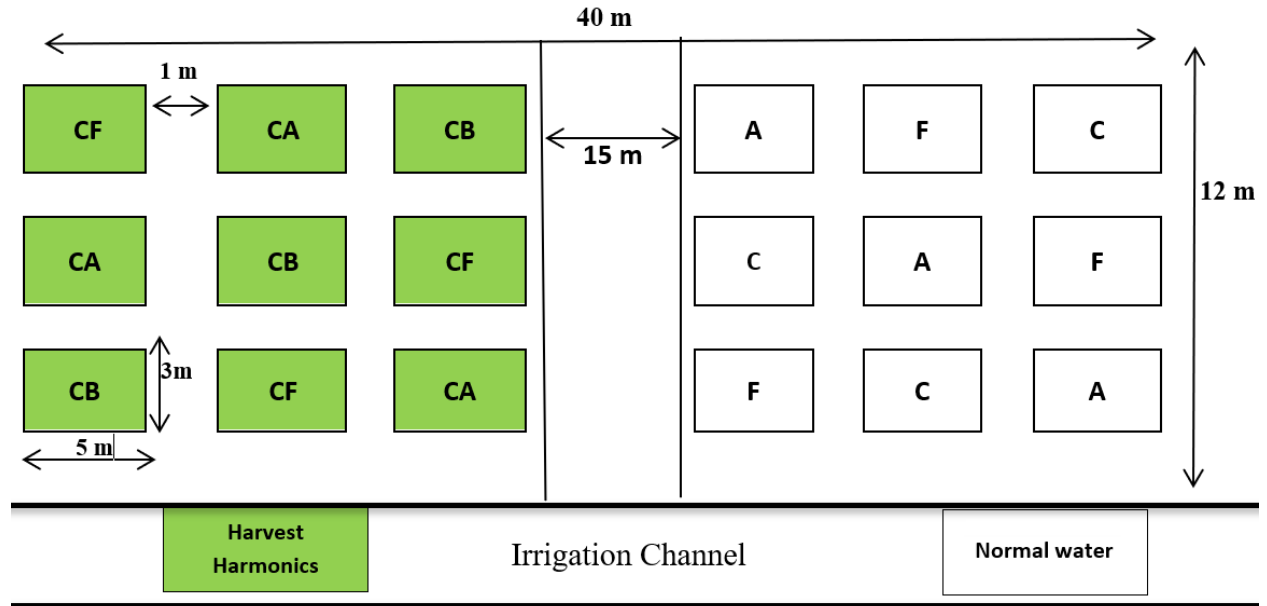 40 m
1 m
CF
CA
CB
A
F
C
15 m
12 m
CA
CB
CF
C
A
F
3m
CB
CF
CA
F
C
A
5 m
Harvest
Harmonics
Irrigation Channel
Normal water